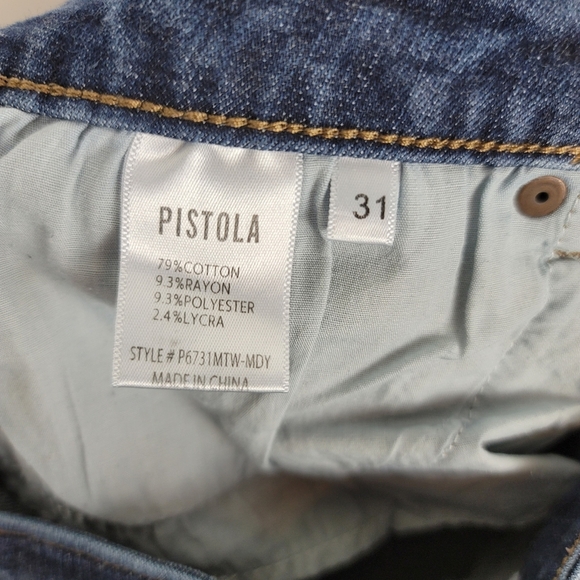 PISTOLA
79%COTTON
9.3%RAYON
9.3%POLYESTER
2.4%LYCRA
STYLE # P6731MTW-MDY
MADE IN CHINA
31